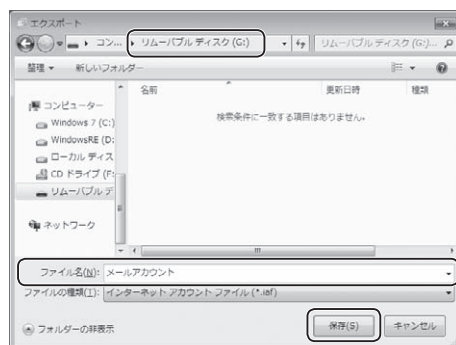 エクスポート
コン... リムーバブル ディスク (G:) リムーバブル ディスク (G:)...
整理 新しいフォルダー
名前 更新日時 種類
検索条件に一致する項目はありません。
コンピューター
Windows 7 (C:)
WindowsRE (D:
ローカル ディス
CD ドライブ (F:
リムーバブル デ
ネットワーク
ファイル名(N): メールアカウント
ファイルの種類(T): インターネット アカウント ファイル (*.iaf)
フォルダーの非表示 保存(S) キャンセル